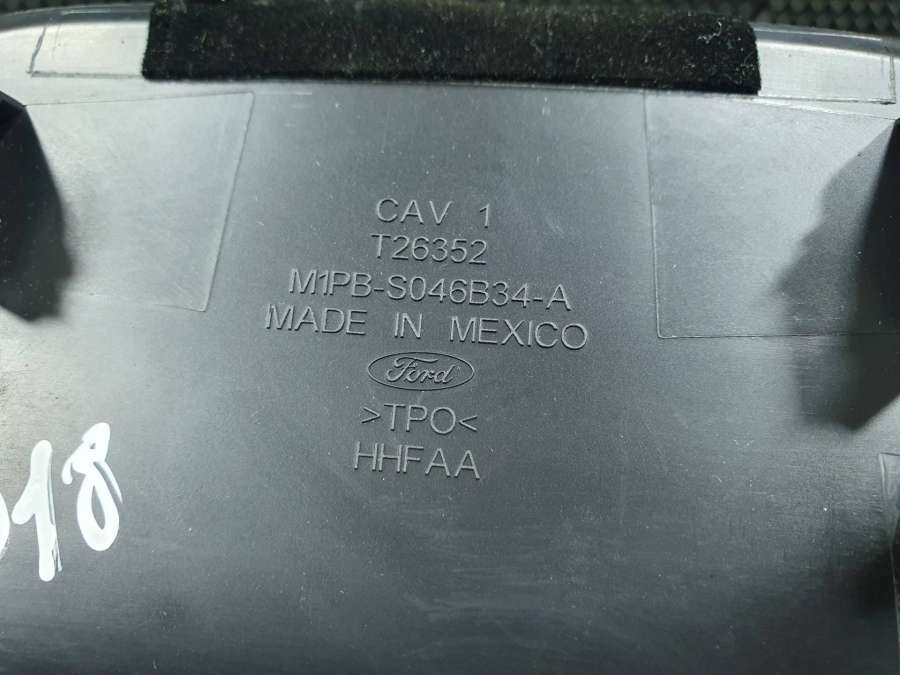 CAV 1
T26352
M1PB-S046B34-A
MADE IN MEXICO
Ford
>TPO<
HHFAA